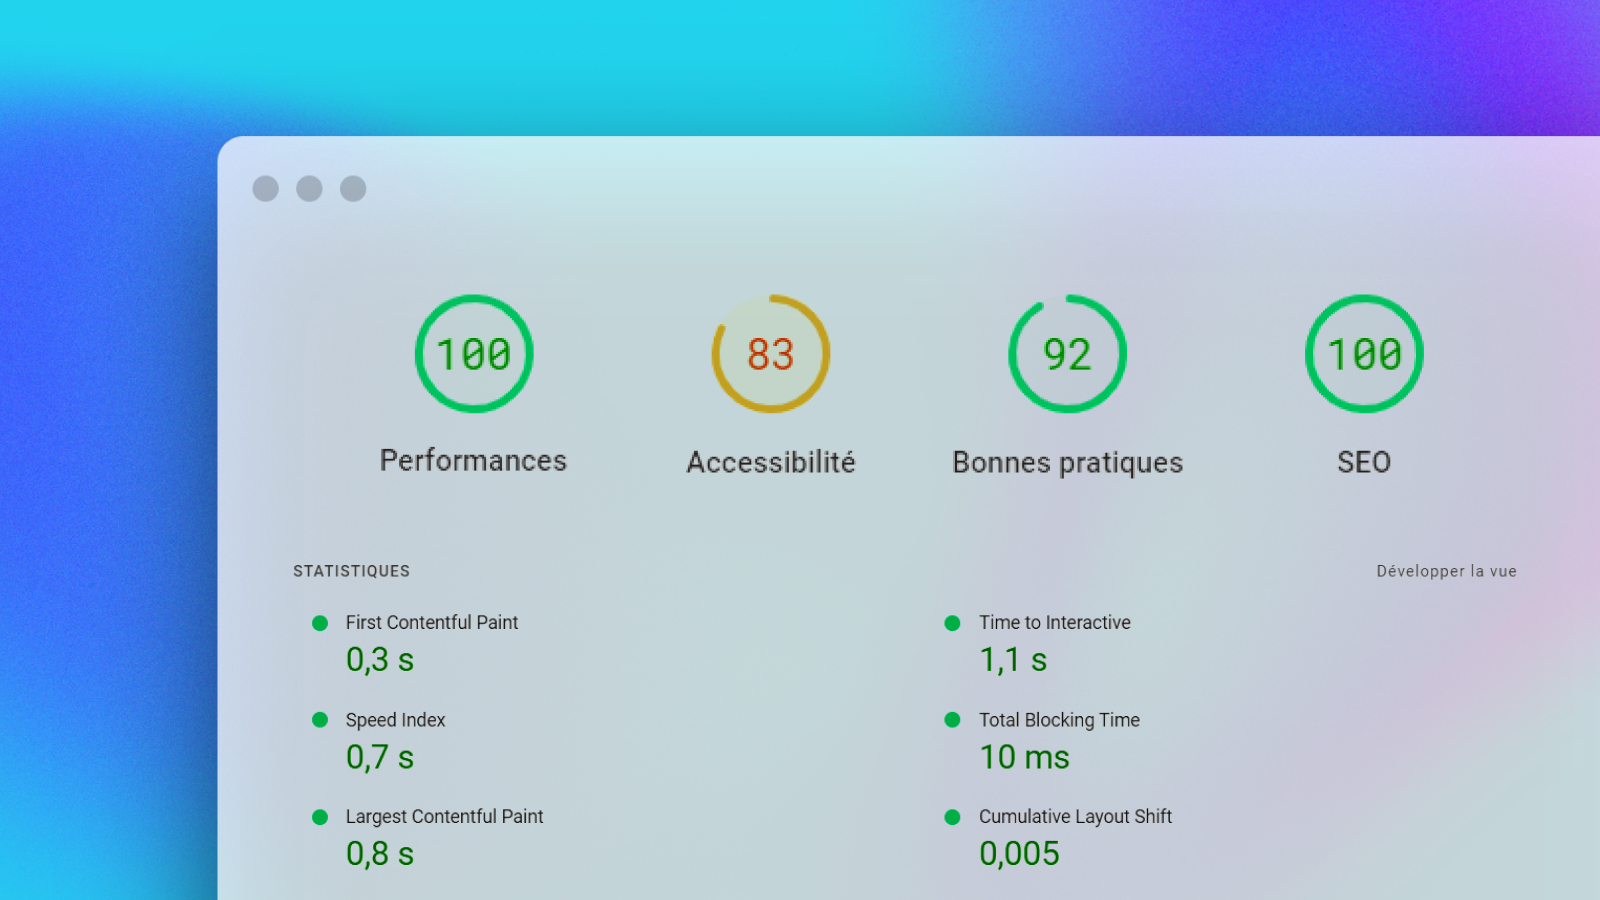 100 83 92 100
Performances Accessibilité Bonnes pratiques SEO
STATISTIQUES Développer la vue
First Contentful Paint Time to Interactive
0,3 s 1,1 s
Speed Index Total Blocking Time
0,7 s 10 ms
Largest Contentful Paint Cumulative Layout Shift
0,8 s 0,005